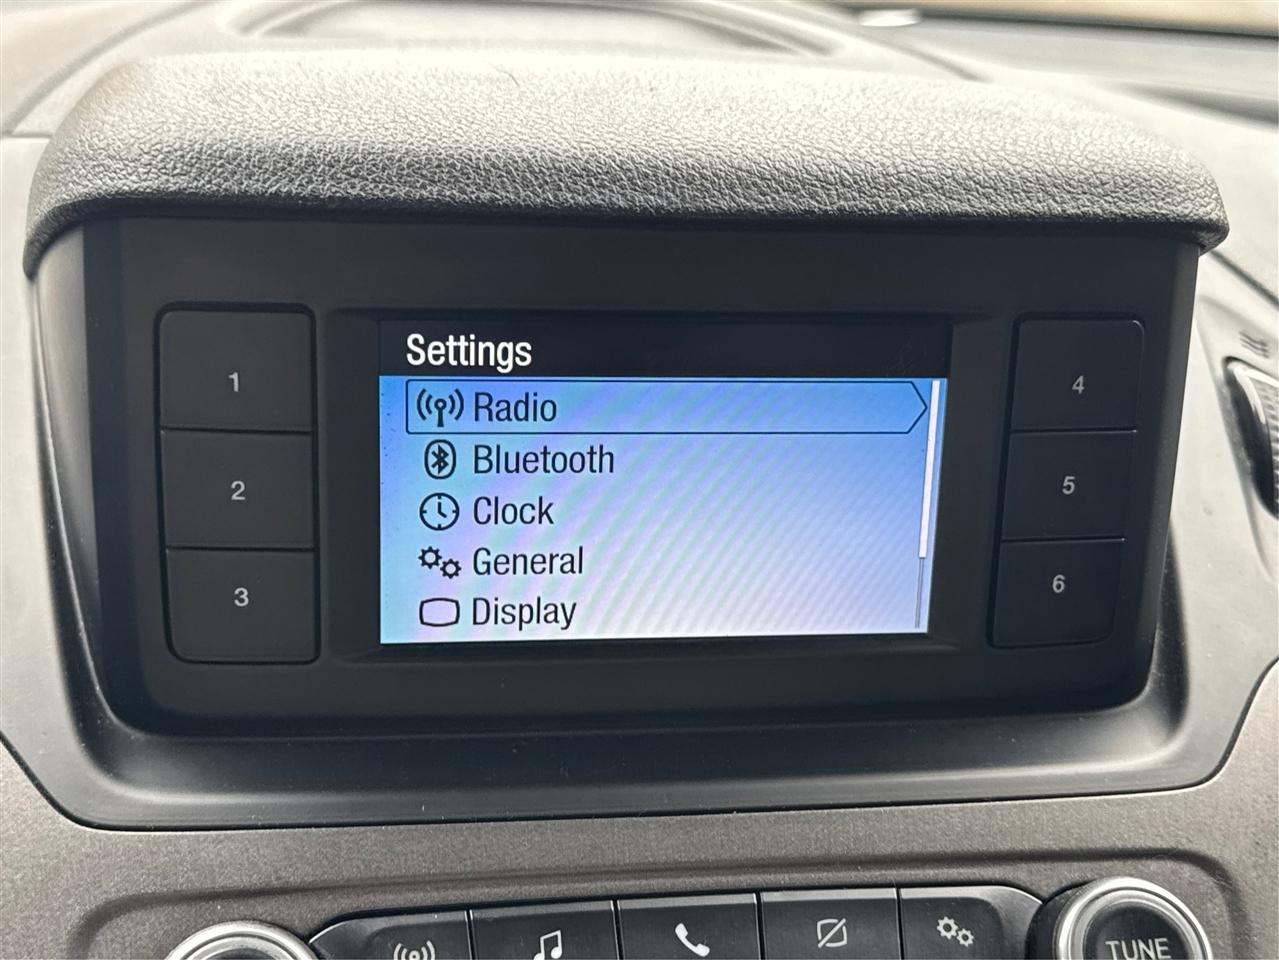 Settings
1
Radio
4
Bluetooth
2
Clock
5
General
3
Display
6
TUNE